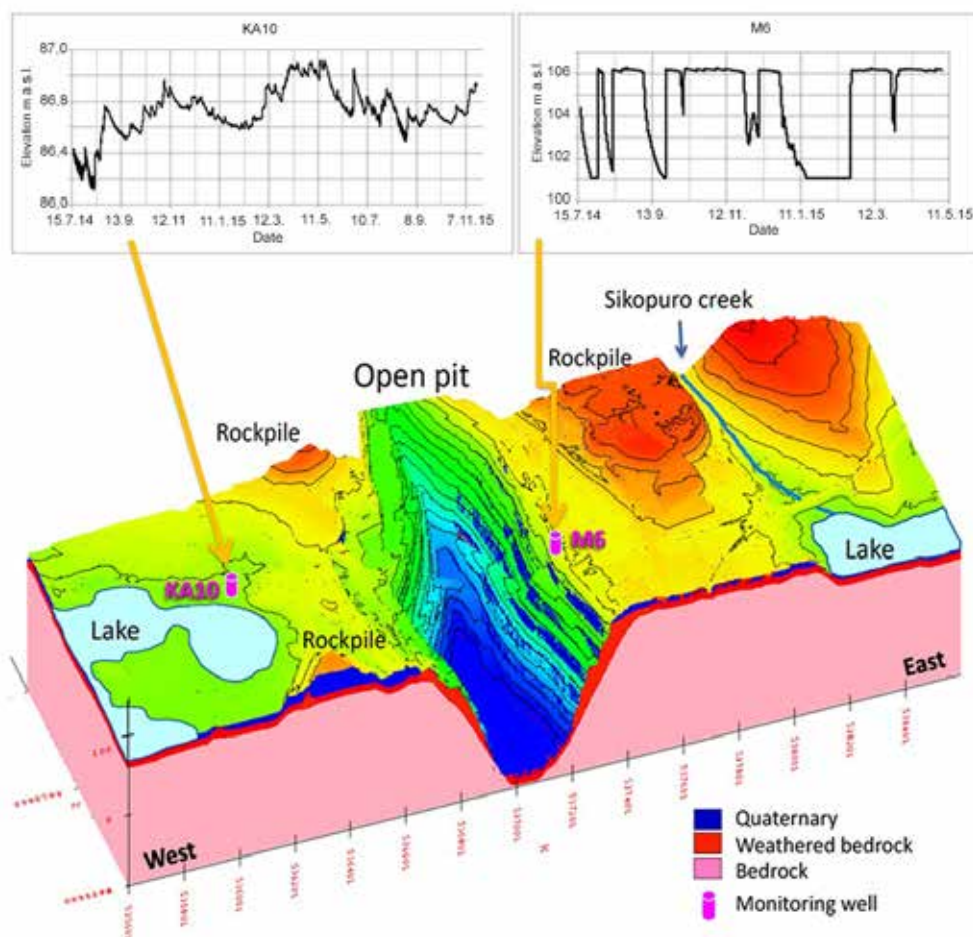 KA10
Elevation m a.s.l.
87,0
86,8
86,4
86,0
15.7.14 13.9. 12.11 11.1.15 12.3. 11.5. 10.7. 8.9. 7.11.15
Date
M6
Elevation m a.s.l.
106
104
102
100
15.7.14 13.9. 12.11. 11.1.15 12.3. 11.5.15
Date
Sikopuro creek
Rockpile
Open pit
Rockpile
M6
KA10
Lake
Lake
Rockpile
East
West
Quaternary
Weathered bedrock
Bedrock
Monitoring well